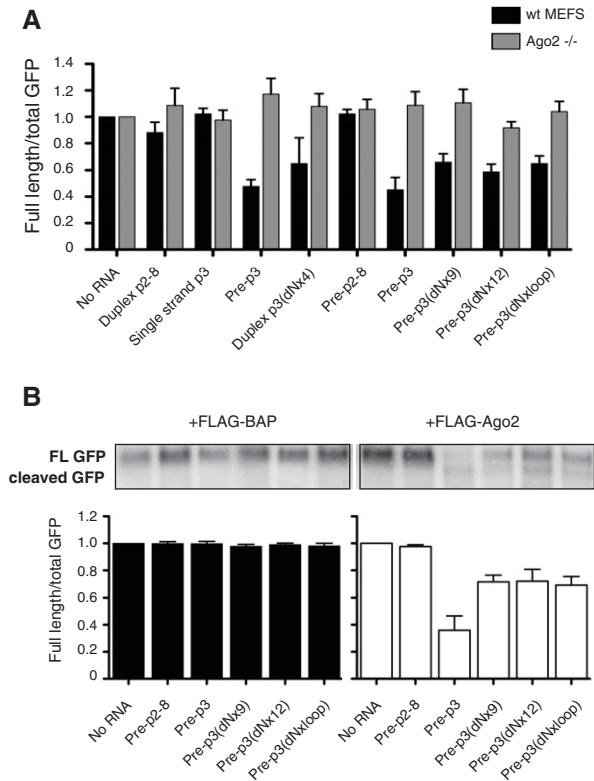 A
wt MEFS
Ago2 -/-
Full length/total GFP
1.4
1.2
1.0
0.8
0.6
0.4
0.2
0
No RNA
Duplex p2-8
Single strand p3
Pre-p3
Duplex p3(dNx4)
Pre-p2-8
Pre-p3
Pre-p3(dNx9)
Pre-p3(dNx12)
Pre-p3(dNxloop)
B
+FLAG-BAP
+FLAG-Ago2
FL GFP
cleaved GFP
Full length/total GFP
1.2
1.0
0.8
0.6
0.4
0.2
0
No RNA
Pre-p2-8
Pre-p3
Pre-p3(dNx9)
Pre-p3(dNx12)
Pre-p3(dNxloop)
No RNA
Pre-p2-8
Pre-p3
Pre-p3(dNx9)
Pre-p3(dNx12)
Pre-p3(dNxloop)